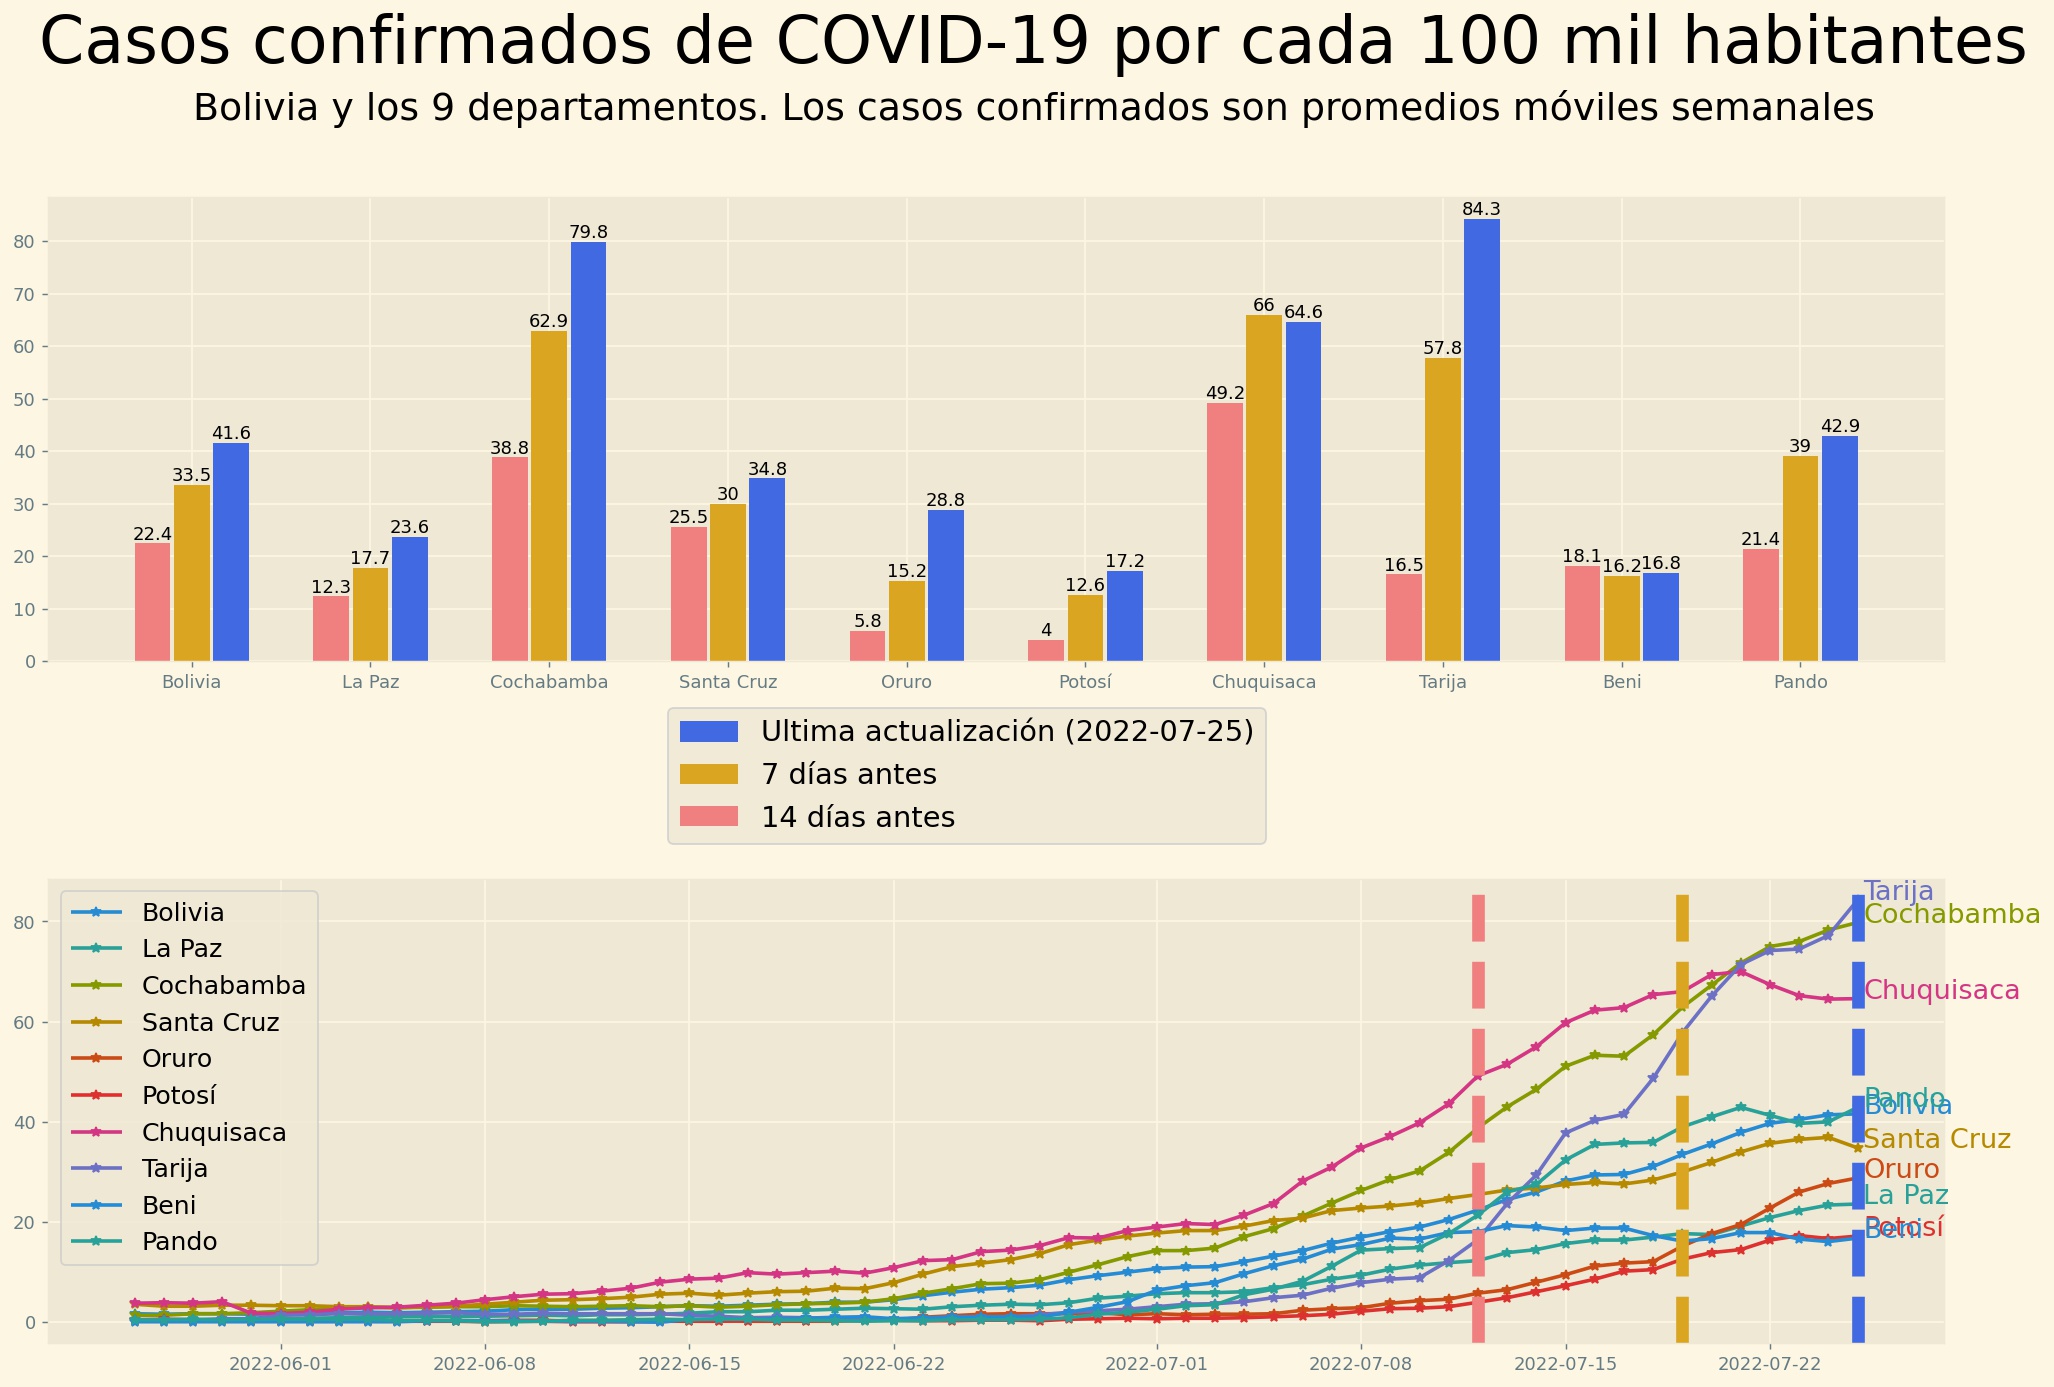 Casos confirmados de COVID-19 por cada 100 mil habitantes
Bolivia y los 9 departamentos. Los casos confirmados son promedios móviles semanales
80
70
60
50
40
30
20
10
0
22.4 33.5 41.6
12.3 17.7 23.6
38.8 62.9 79.8
25.5 30 34.8
5.8 15.2 28.8
4 12.6 17.2
49.2 66 64.6
16.5 57.8 84.3
18.1 16.2 16.8
21.4 39 42.9
Bolivia La Paz Cochabamba Santa Cruz Oruro Potosí Chuquisaca Tarija Beni Pando
Ultima actualización (2022-07-25)
7 días antes
14 días antes
80
60
40
20
0
Bolivia
La Paz
Cochabamba
Santa Cruz
Oruro
Potosí
Chuquisaca
Tarija
Beni
Pando
Tarija
Cochabamba
Chuquisaca
Pando
Bolivia
Santa Cruz
Oruro
La Paz
Potosí
Beni
2022-06-01 2022-06-08 2022-06-15 2022-06-22 2022-07-01 2022-07-08 2022-07-15 2022-07-22